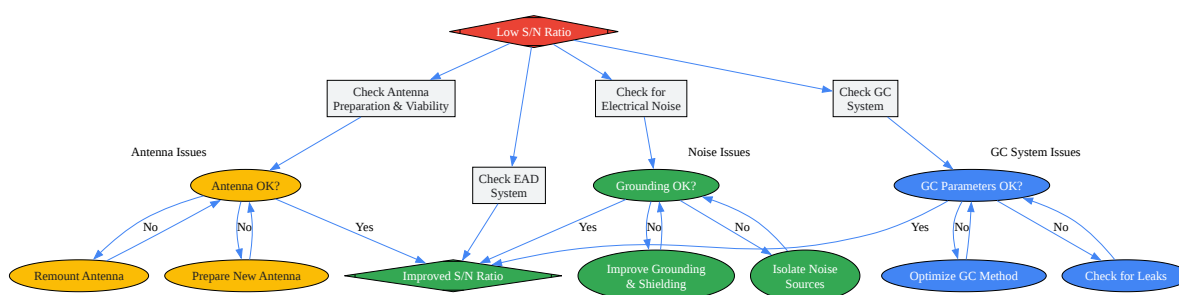 Low S/N Ratio
Check Antenna
Preparation & Viability
Check for
Electrical Noise
Check GC
System
Antenna Issues
Noise Issues
GC System Issues
Antenna OK?
Check EAD
System
Grounding OK?
GC Parameters OK?
No
No
Yes
Yes
No
No
Yes
No
No
Remount Antenna
Prepare New Antenna
Improved S/N Ratio
Improve Grounding
& Shielding
Isolate Noise
Sources
Optimize GC Method
Check for Leaks